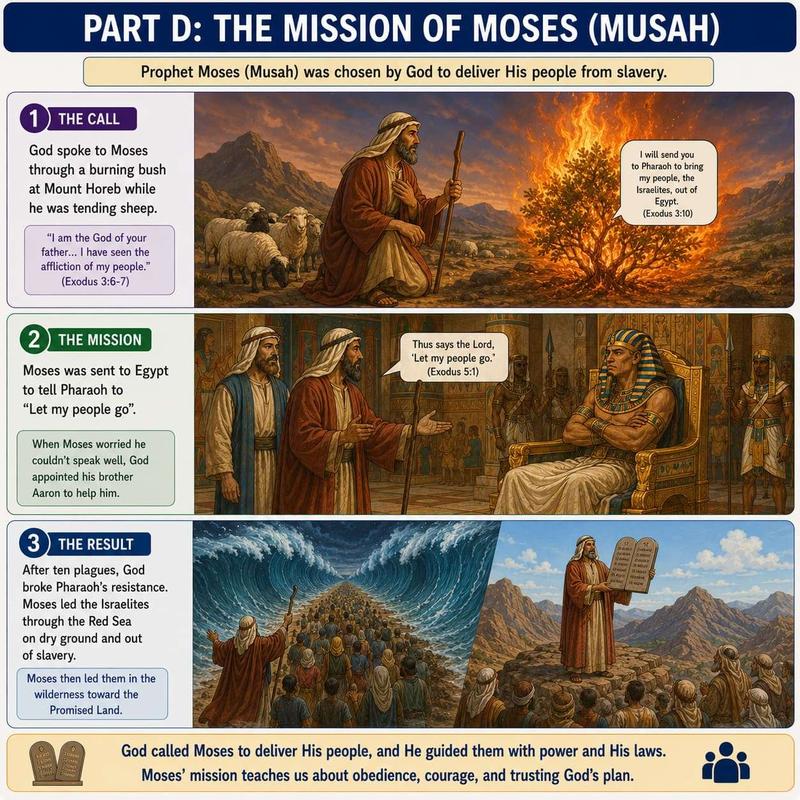 PART D: THE MISSION OF MOSES (MUSAH)
Prophet Moses (Musah) was chosen by God to deliver His people from slavery.
1 THE CALL
God spoke to Moses
through a burning bush
at Mount Horeb while
he was tending sheep.
“I am the God of your
father... I have seen the
affliction of my people.”
(Exodus 3:6-7)
I will send you
to Pharaoh to bring
my people, the
Israelites, out of
Egypt.
(Exodus 3:10)
2 THE MISSION
Moses was sent to Egypt
to tell Pharaoh to
“Let my people go”.
When Moses worried he
couldn’t speak well, God
appointed his brother
Aaron to help him.
Thus says the Lord,
‘Let my people go.’
(Exodus 5:1)
3 THE RESULT
After ten plagues, God
broke Pharaoh’s resistance.
Moses led the Israelites
through the Red Sea
on dry ground and out
of slavery.
Moses then led them in the
wilderness toward the
Promised Land.
God called Moses to deliver His people, and He guided them with power and His laws.
Moses’ mission teaches us about obedience, courage, and trusting God’s plan.